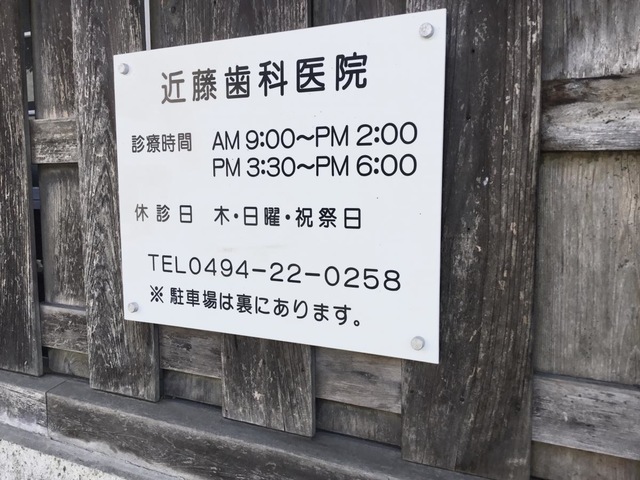 近藤歯科医院
診療時間 AM 9:00〜PM 2:00
PM 3:30〜PM 6:00
休診日 木・日曜・祝祭日
TEL0494-22-0258
※ 駐車場は裏にあります。